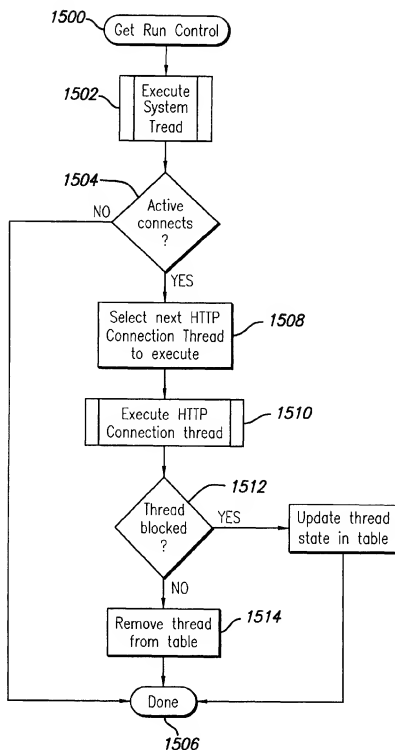 1500
Get Run Control
1502
Execute
System
Tread
1504
NO
Active
connects
?
YES
Select next HTTP
Connection Thread
to execute
1508
Execute HTTP
Connection thread
1510
1512
Thread
blocked
?
YES
Update thread
state in table
NO
Remove thread
from table
1514
Done
1506